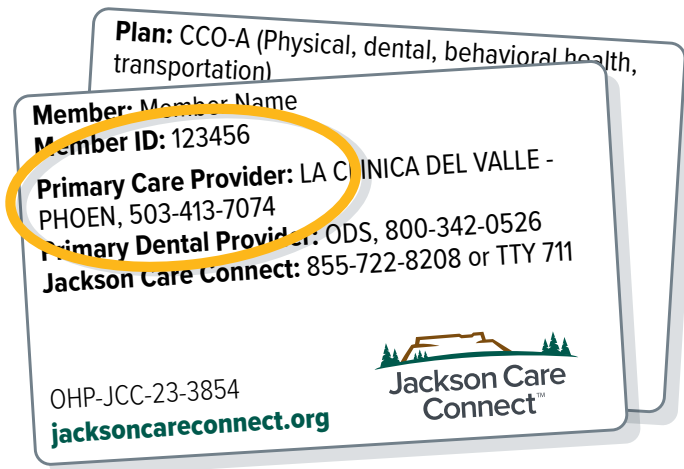 Plan: CCO-A (Physical, dental, behavioral health,
transportation)
Member: Member Name
Member ID: 123456
Primary Care Provider: LA CLINICA DEL VALLE -
PHOEN, 503-413-7074
Primary Dental Provider: ODS, 800-342-0526
Jackson Care Connect: 855-722-8208 or TTY 711
OHP-JCC-23-3854
jacksoncareconnect.org
Jackson Care
Connect™